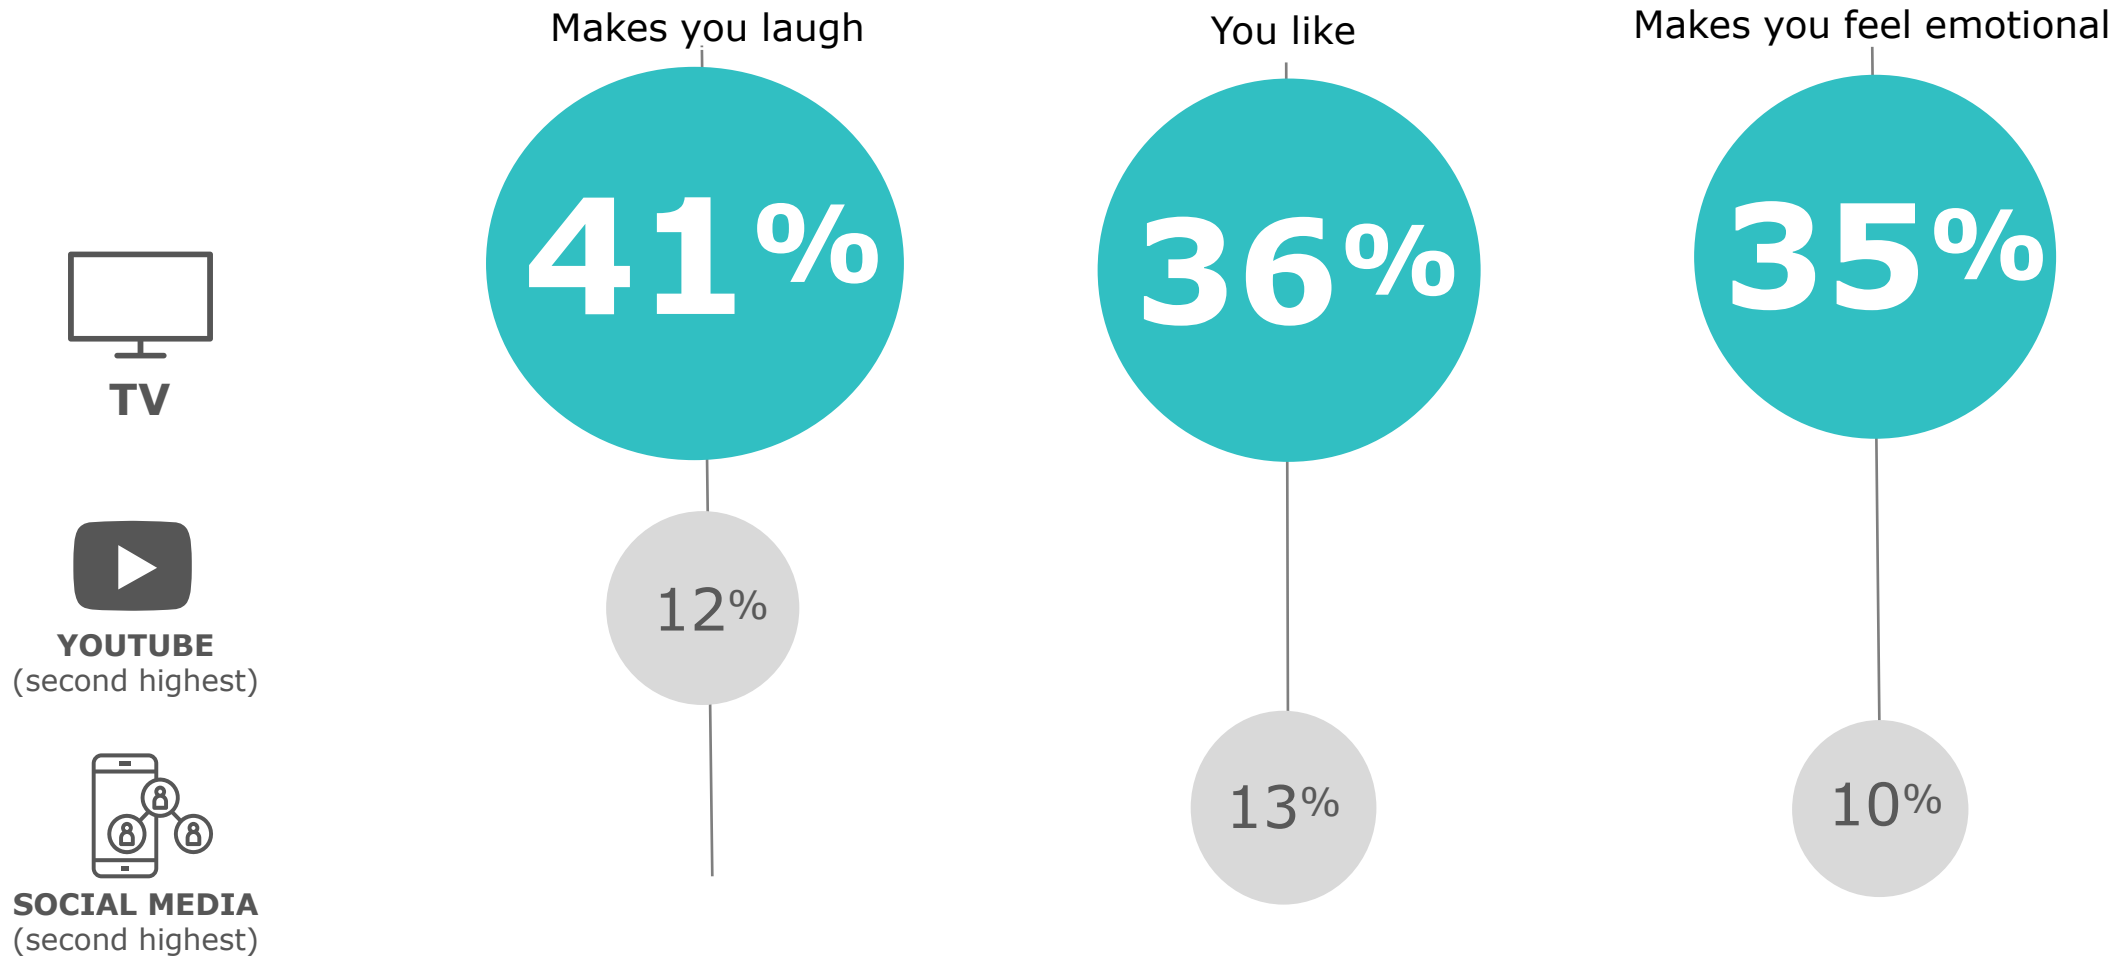 Makes you laugh
You like
Makes you feel emotional
TV
41%
36%
35%
YOUTUBE
(second highest)
12%
SOCIAL MEDIA
(second highest)
13%
10%